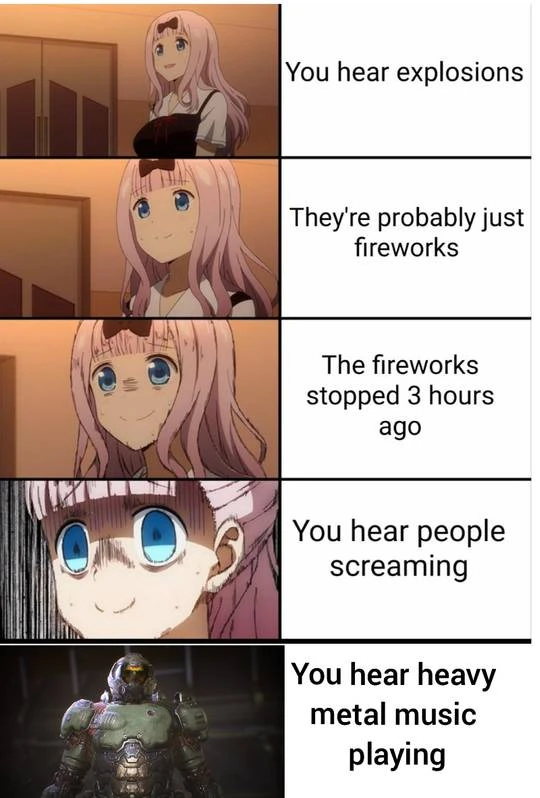 You hear explosions
They're probably just
fireworks
The fireworks
stopped 3 hours
ago
You hear people
screaming
You hear heavy
metal music
playing